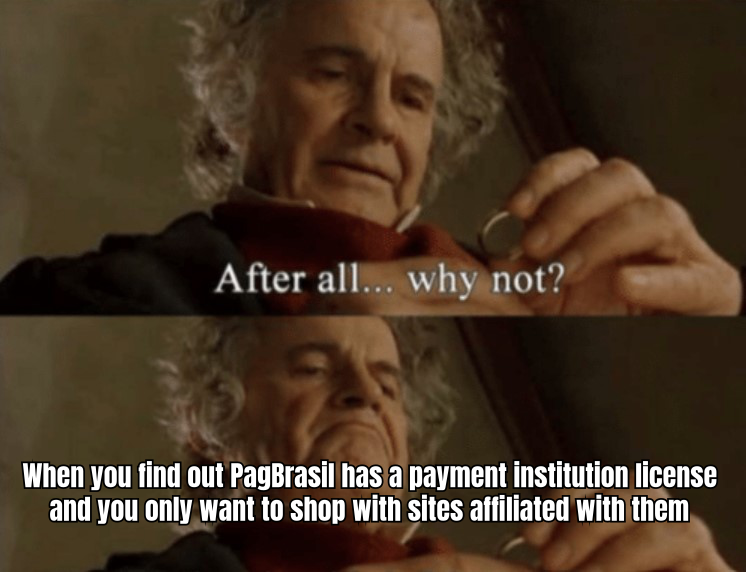 After all... why not?
When you find out PagBrasil has a payment institution license
and you only want to shop with sites affiliated with them